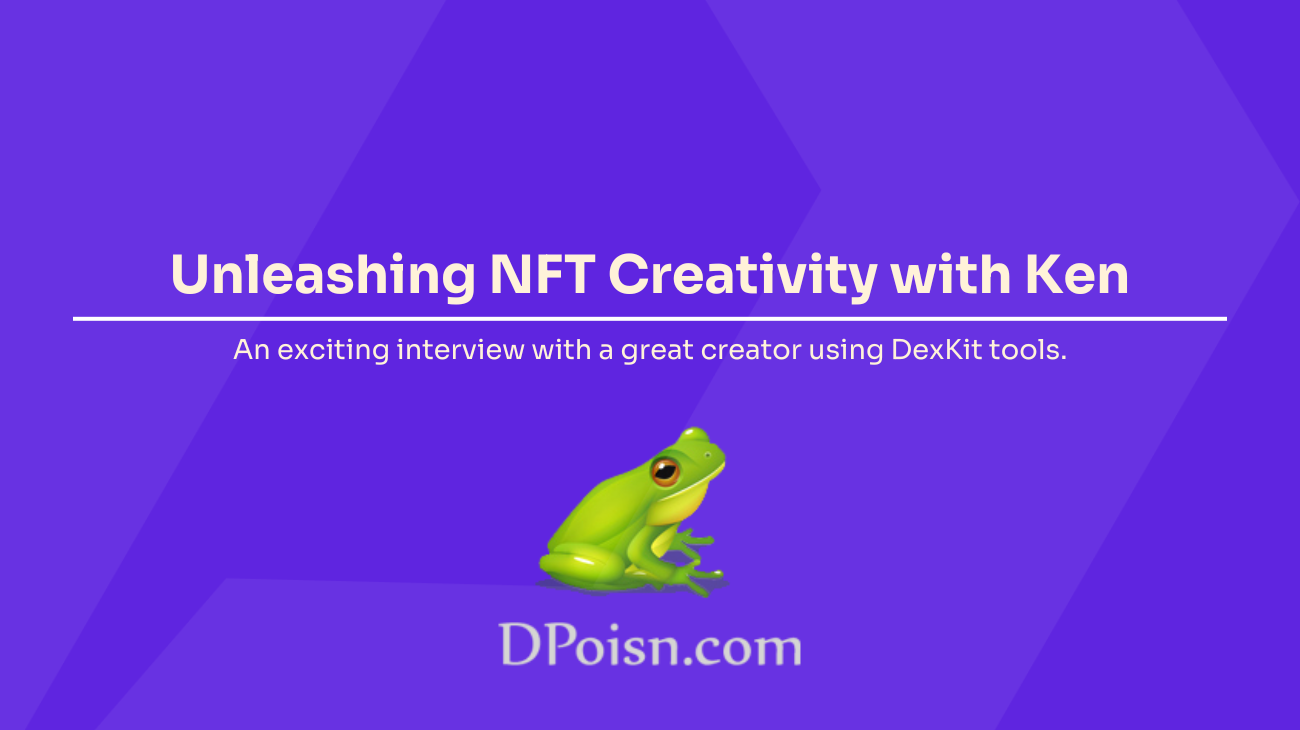 Unleashing NFT Creativity with Ken
An exciting interview with a great creator using DexKit tools.
DPoisn.com